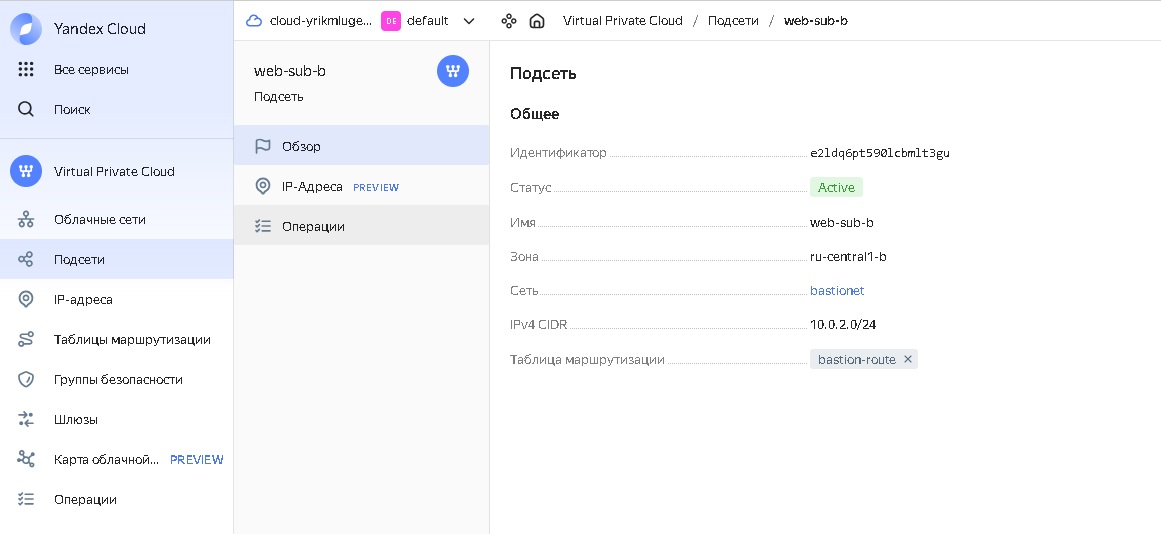 Yandex Cloud
Все сервисы
Поиск
Virtual Private Cloud
Облачные сети
Подсети
IP-адреса
Таблицы маршрутизации
Группы безопасности
Шлюзы
Карта облачной... PREVIEW
Операции
cloud-yrikmluge... DE default
Virtual Private Cloud / Подсети / web-sub-b
web-sub-b
Подсеть
Обзор
IP-Адреса PREVIEW
Операции
Подсеть
Общее
Идентификатор e2ldq6pt590lcbmlt3gu
Статус Active
Имя web-sub-b
Зона ru-central1-b
Сеть bastionet
IPv4 CIDR 10.0.2.0/24
Таблица маршрутизации bastion-route ×